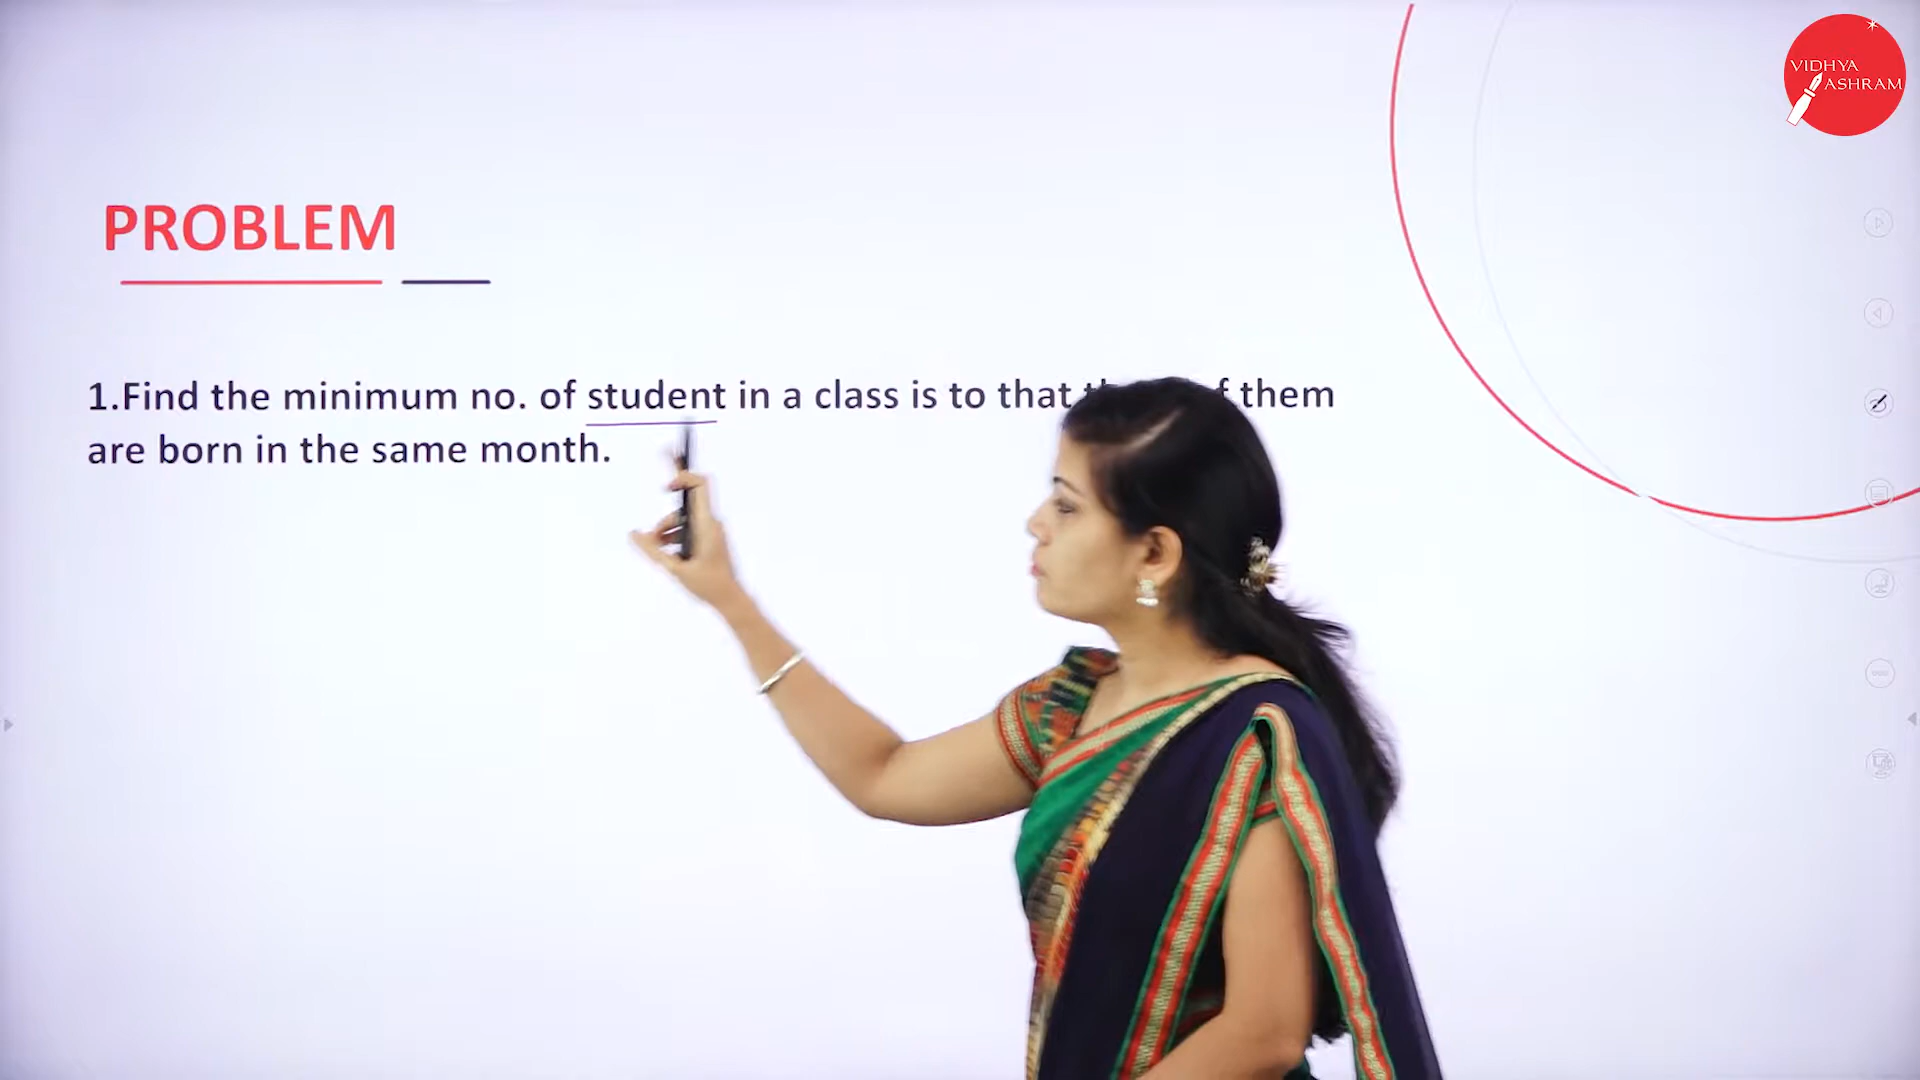 VIDHYA
ASHRAM
PROBLEM
1.Find the minimum no. of student in a class is to that them
are born in the same month.